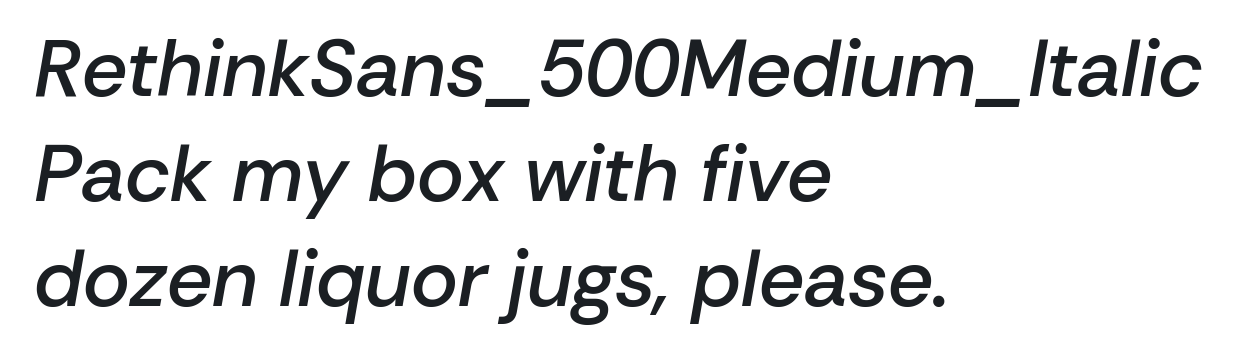 RethinkSans_500Medium_Italic
Pack my box with five
dozen liquor jugs, please.